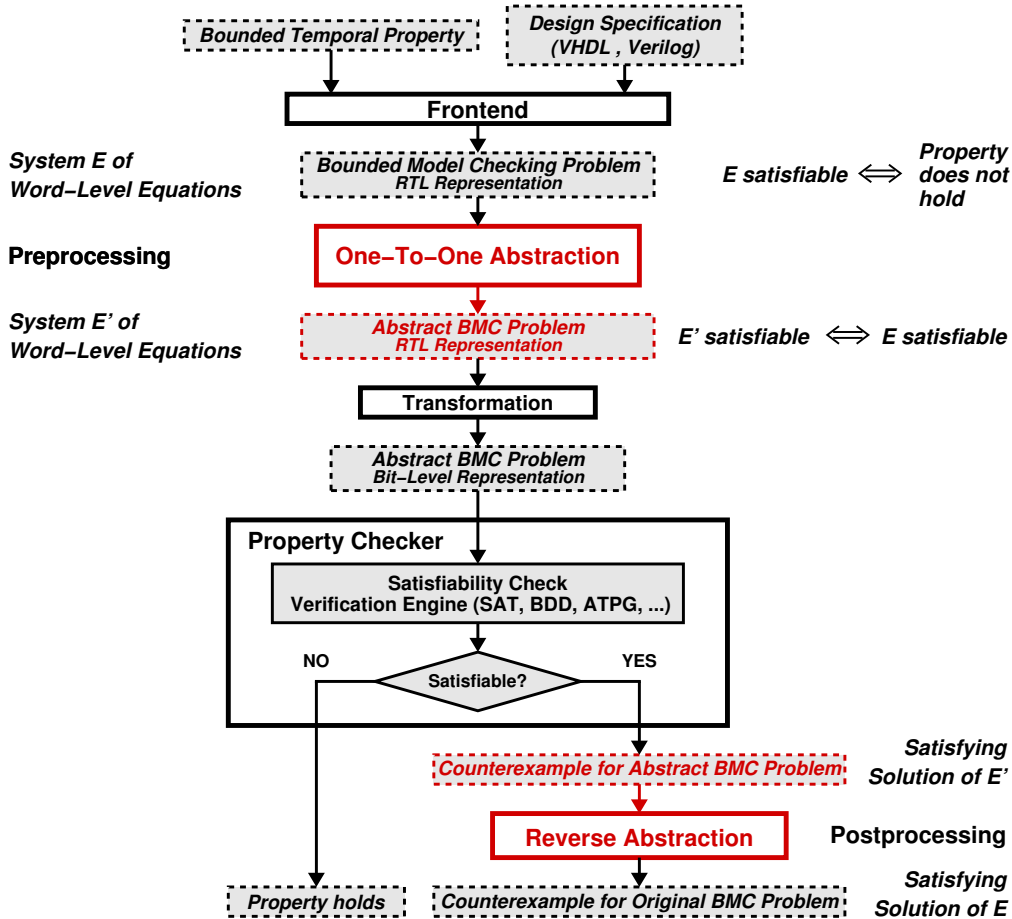 Bounded Temporal Property
Design Specification
(VHDL , Verilog)
Frontend
System E of
Word−Level Equations
Bounded Model Checking Problem
RTL Representation
E satisfiable ⟺ Property
does not
hold
Preprocessing
One−To−One Abstraction
System E' of
Word−Level Equations
Abstract BMC Problem
RTL Representation
E' satisfiable ⟺ E satisfiable
Transformation
Abstract BMC Problem
Bit−Level Representation
Property Checker
Satisfiability Check
Verification Engine (SAT, BDD, ATPG, ...)
NO
YES
Satisfiable?
Counterexample for Abstract BMC Problem
Satisfying
Solution of E'
Reverse Abstraction
Postprocessing
Property holds
Counterexample for Original BMC Problem
Satisfying
Solution of E